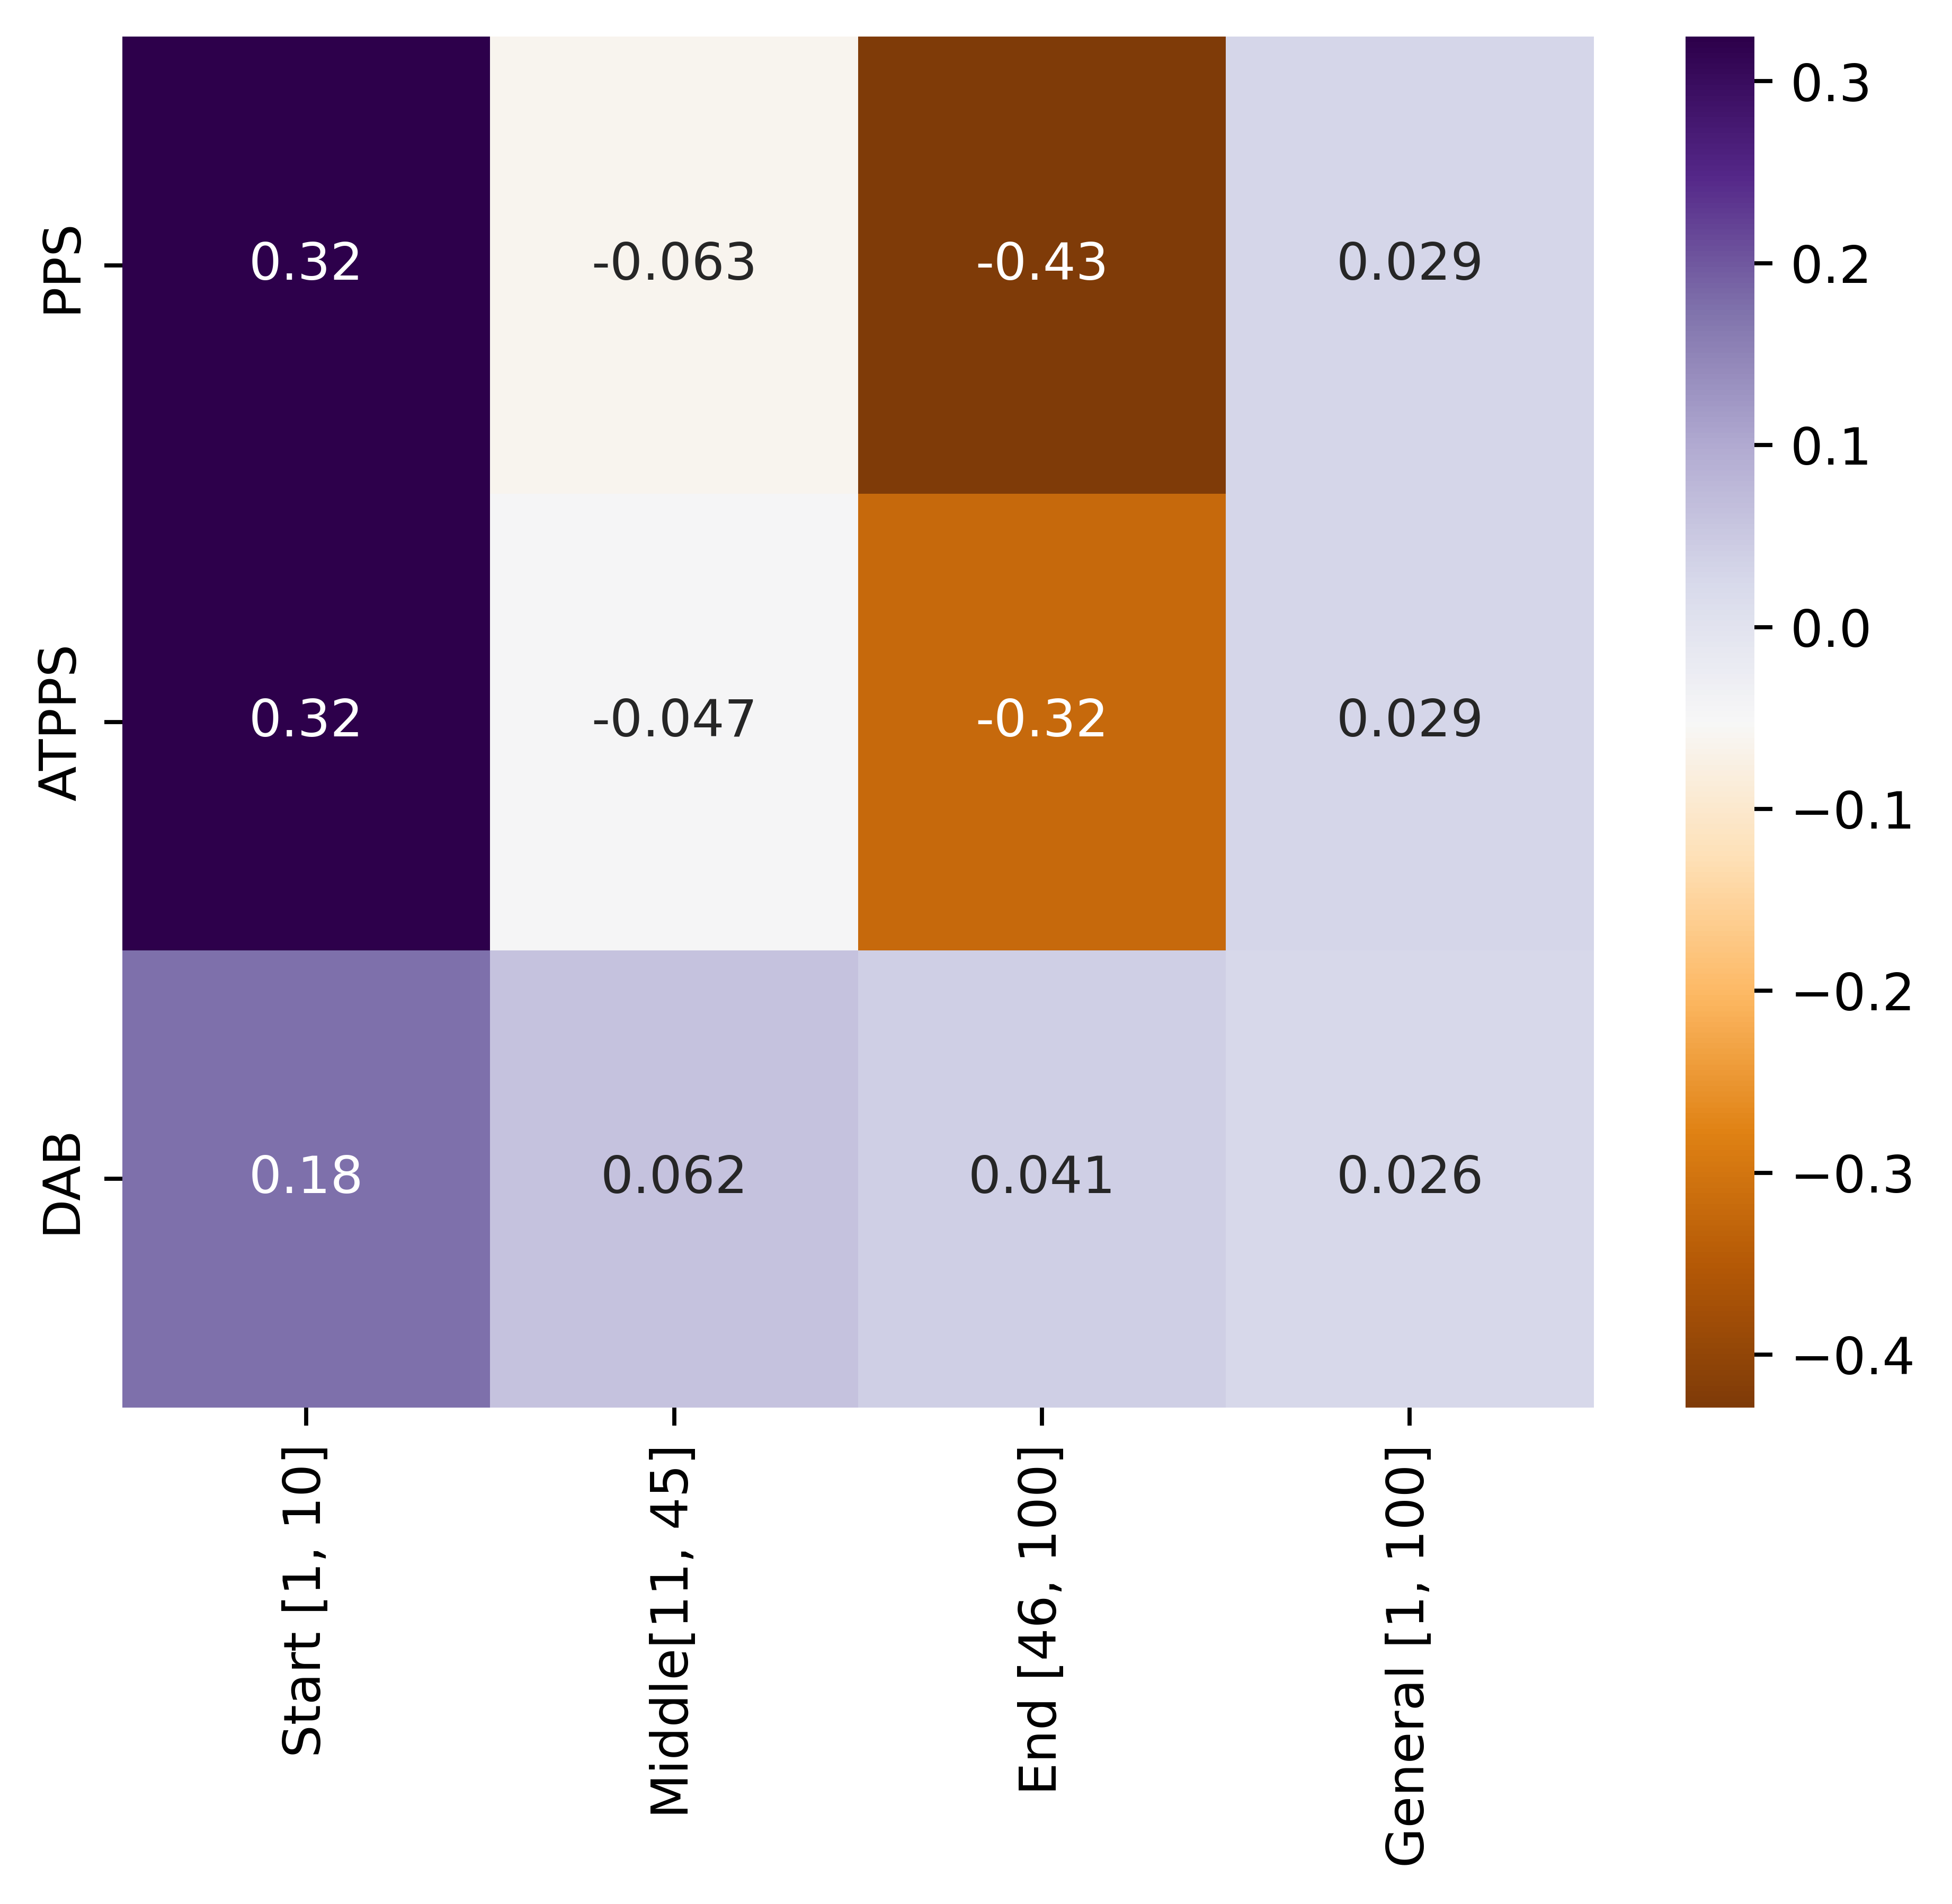 PPS
0.32
-0.063
-0.43
0.029
ATPPS
0.32
-0.047
-0.32
0.029
DAB
0.18
0.062
0.041
0.026
Start [1, 10]
Middle[11, 45]
End [46, 100]
General [1, 100]
0.3
0.2
0.1
0.0
−0.1
−0.2
−0.3
−0.4